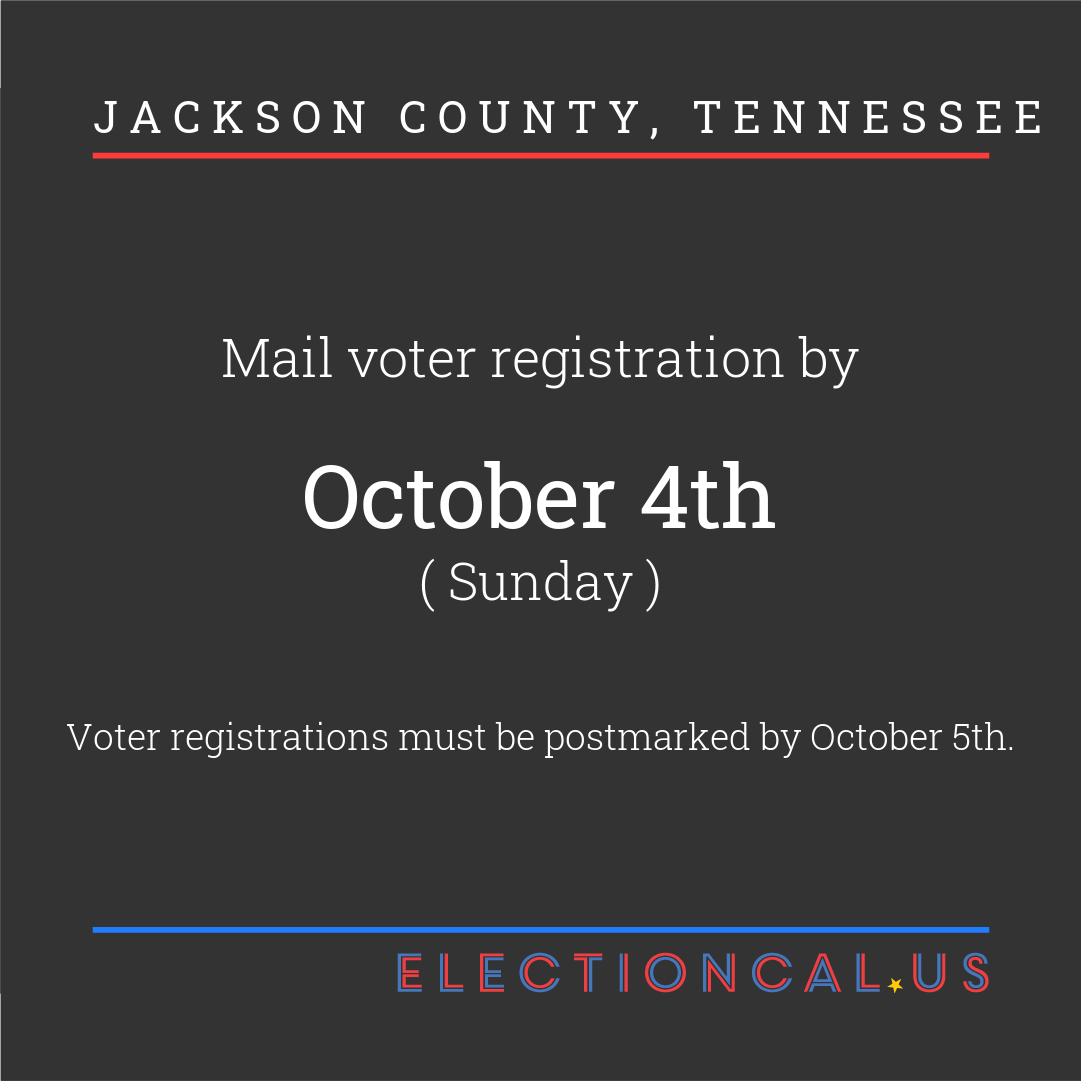 JACKSON COUNTY, TENNESSEE
Mail voter registration by
October 4th
( Sunday )
Voter registrations must be postmarked by October 5th.
ELECTIONCAL.US